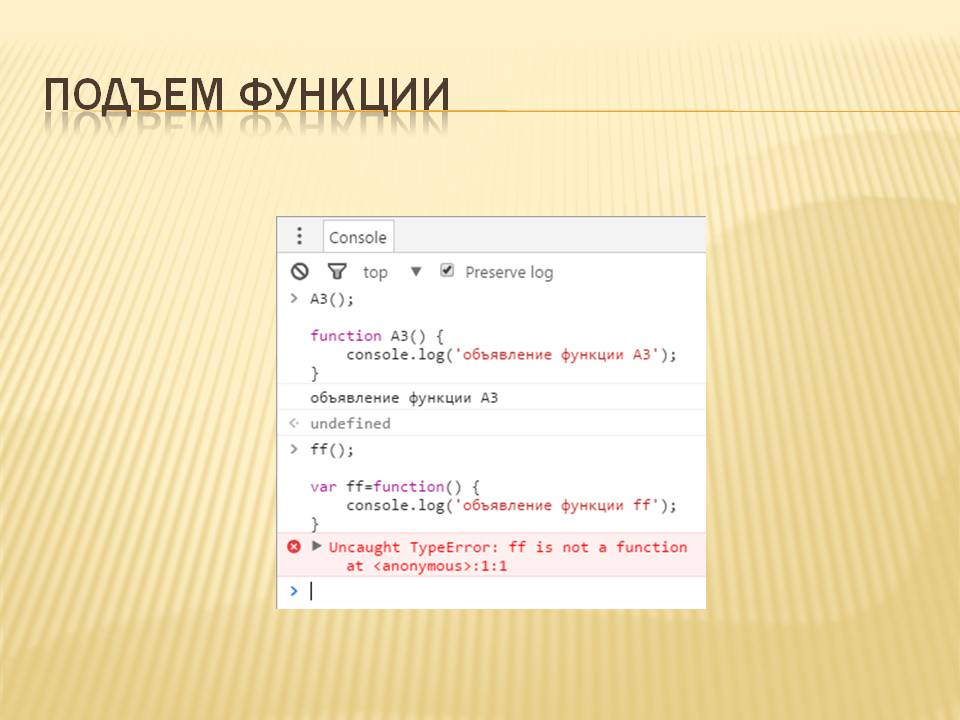 ПОДЪЕМ ФУНКЦИИ
Console
top ▼ Preserve log
> A3();
function A3() {
console.log('объявление функции A3');
}
объявление функции A3
undefined
> ff();
var ff=function() {
console.log('объявление функции ff');
}
Uncaught TypeError: ff is not a function
at <anonymous>:1:1
>